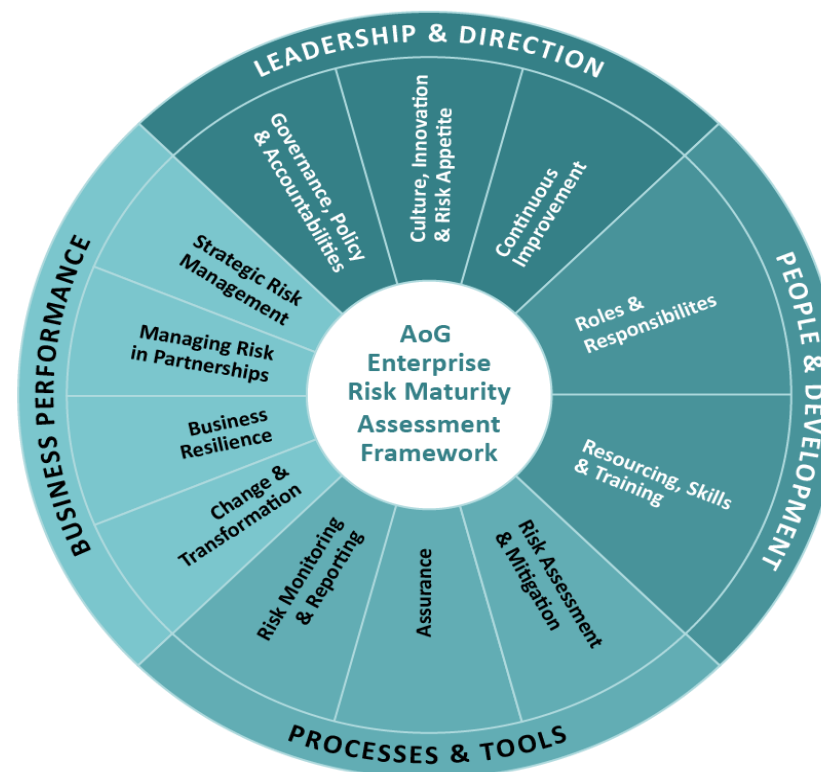 LEADERSHIP & DIRECTION
Governance, Policy
& Accountabilities
Culture, Innovation
& Risk Appetite
Continuous
Improvement
PEOPLE & DEVELOPMENT
Roles &
Responsibilites
Resourcing, Skills
& Training
PROCESSES & TOOLS
Risk Assessment
& Mitigation
Assurance
Risk Monitoring
& Reporting
BUSINESS PERFORMANCE
Change &
Transformation
Business
Resilience
Managing Risk
in Partnerships
Strategic Risk
Management
AoG
Enterprise
Risk Maturity
Assessment
Framework